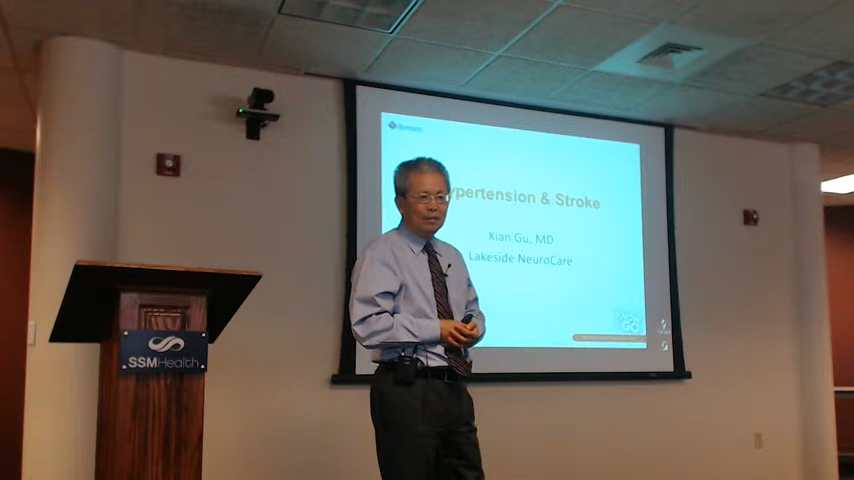 ypertension & Stroke
Xian Gu, MD
Lakeside NeuroCare
SSMHealth